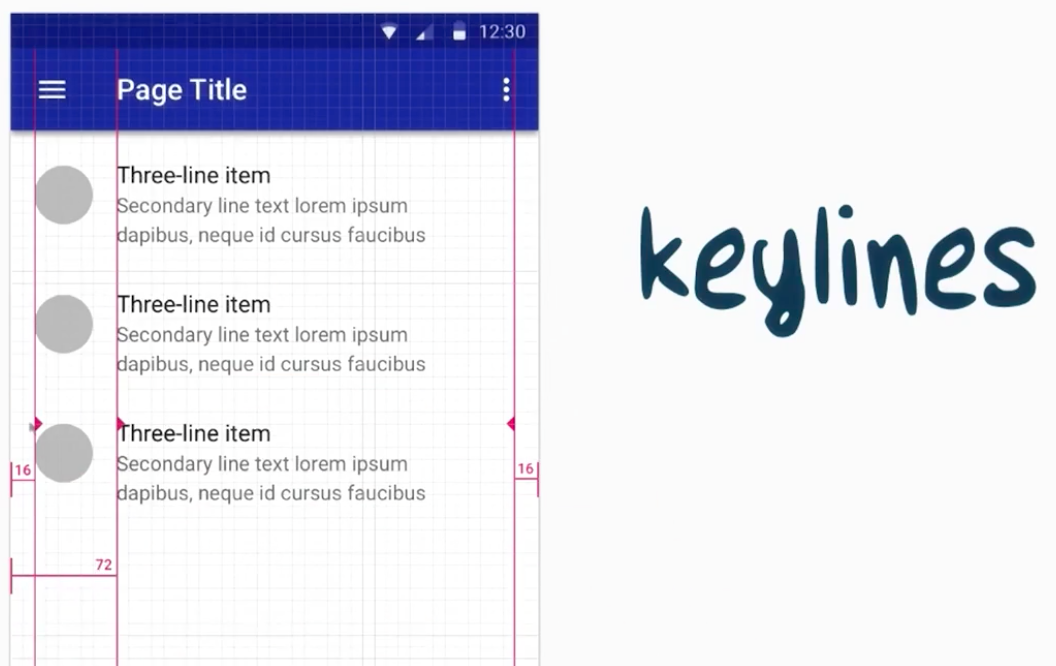 12:30
Page Title
Three-line item
Secondary line text lorem ipsum
dapibus, neque id cursus faucibus
Three-line item
Secondary line text lorem ipsum
dapibus, neque id cursus faucibus
Three-line item
Secondary line text lorem ipsum
dapibus, neque id cursus faucibus
16
16
72
keylines